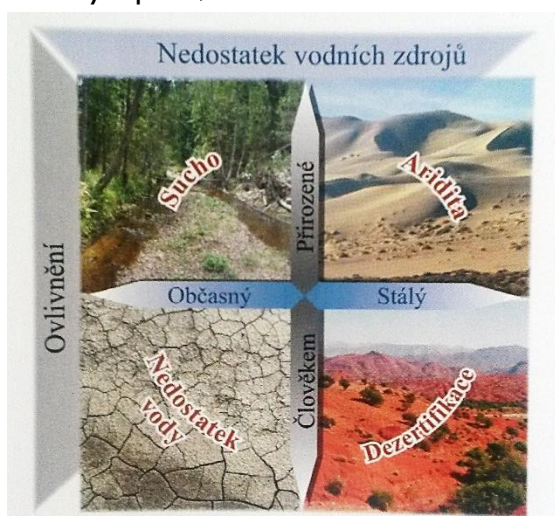 Nedostatek vodních zdrojů
Ovlivnění
Sucho
Přirozené
Aridita
Občasný
Stálý
Nedostatek
vody
Člověkem
Dezertifikace